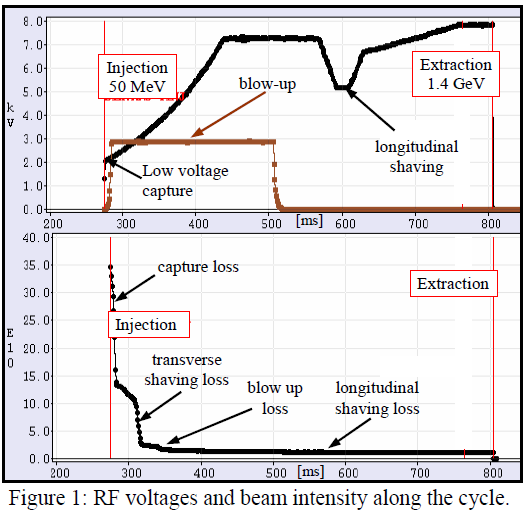 8.0
7.0
6.0
5.0
4.0
3.0
2.0
1.0
0.0
k
V
Injection
50 MeV
blow-up
Extraction
1.4 GeV
longitudinal
shaving
Low voltage
capture
200 300 400 500 [ms] 600 700 800
40.0
35.0
30.0
25.0
20.0
15.0
10.0
5.0
0.0
E
1
0
capture loss
Extraction
Injection
transverse
shaving loss
blow up
loss
longitudinal
shaving loss
200 300 400 500 [ms] 600 700 800
Figure 1: RF voltages and beam intensity along the cycle.